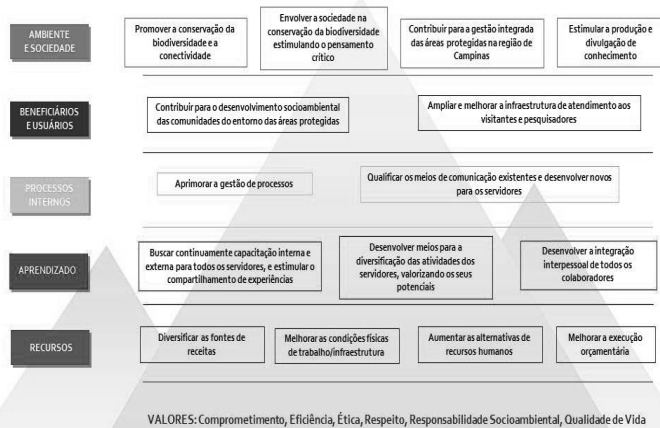 AMBIENTE
E SOCIEDADE
Promover a conservação da
biodiversidade e a
conectividade
Envolver a sociedade na
conservação da biodiversidade
estimulando o pensamento
crítico
Contribuir para a gestão integrada
das áreas protegidas na região de
Campinas
Estimular a produção e
divulgação de
conhecimento
BENEFICIÁRIOS
E USUÁRIOS
Contribuir para o desenvolvimento socioambiental
das comunidades do entorno das áreas protegidas
Ampliar e melhorar a infraestrutura de atendimento aos
visitantes e pesquisadores
PROCESSOS
INTERNOS
Aprimorar a gestão de processos
Qualificar os meios de comunicação existentes e desenvolver novos
para os servidores
APRENDIZADO
Buscar continuamente capacitação interna e
externa para todos os servidores, e estimular o
compartilhamento de experiências
Desenvolver meios para a
diversificação das atividades dos
servidores, valorizando os seus
potenciais
Desenvolver a integração
interpessoal de todos os
colaboradores
RECURSOS
Diversificar as fontes de
receitas
Melhorar as condições físicas
de trabalho/infraestrutura
Aumentar as alternativas de
recursos humanos
Melhorar a execução
orçamentária
VALORES: Comprometimento, Eficiência, Ética, Respeito, Responsabilidade Socioambiental, Qualidade de Vida